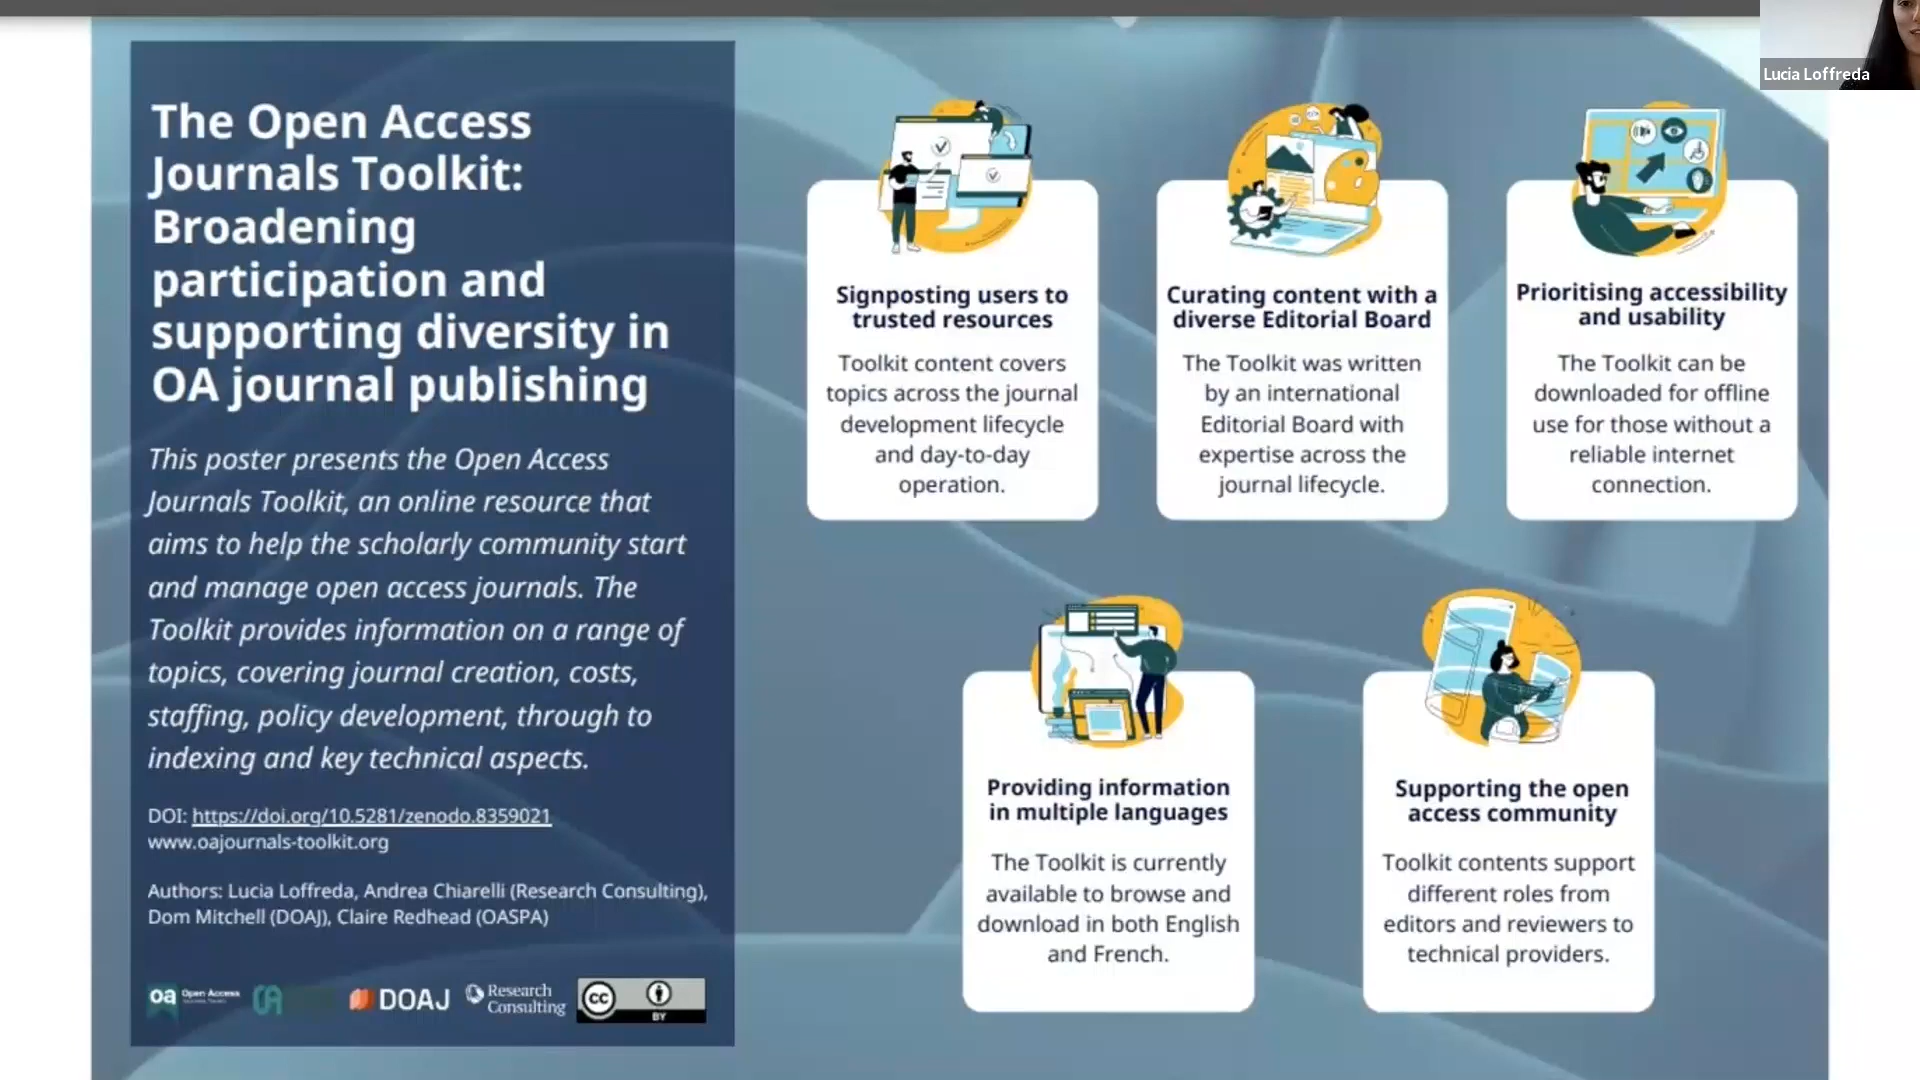 Lucia Loffreda
The Open Access
Journals Toolkit:
Broadening
participation and
supporting diversity in
OA journal publishing
This poster presents the Open Access
Journals Toolkit, an online resource that
aims to help the scholarly community start
and manage open access journals. The
Toolkit provides information on a range of
topics, covering journal creation, costs,
staffing, policy development, through to
indexing and key technical aspects.
DOI: https://doi.org/10.5281/zenodo.8359021
www.oajournals-toolkit.org
Authors: Lucia Loffreda, Andrea Chiarelli (Research Consulting),
Dom Mitchell (DOAJ), Claire Redhead (OASPA)
oa Open Access
DOAJ
Research
Consulting
CC
BY
Signposting users to
trusted resources
Toolkit content covers
topics across the journal
development lifecycle
and day-to-day
operation.
Curating content with a
diverse Editorial Board
The Toolkit was written
by an international
Editorial Board with
expertise across the
journal lifecycle.
Prioritising accessibility
and usability
The Toolkit can be
downloaded for offline
use for those without a
reliable internet
connection.
Providing information
in multiple languages
The Toolkit is currently
available to browse and
download in both English
and French.
Supporting the open
access community
Toolkit contents support
different roles from
editors and reviewers to
technical providers.